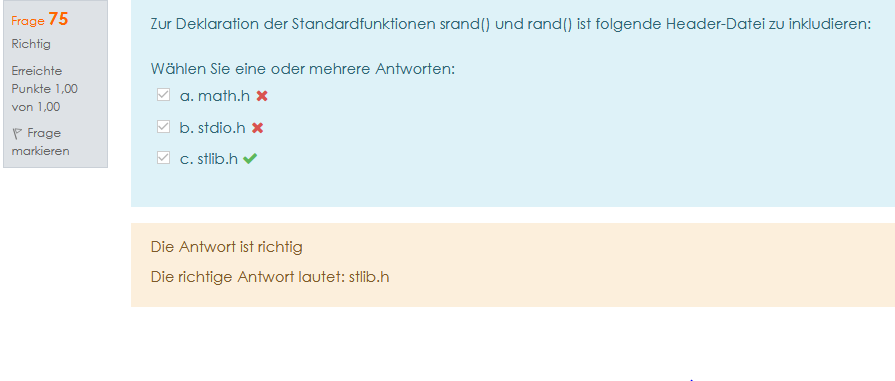 Frage 75
Richtig
Erreichte
Punkte 1,00
von 1,00
Frage
markieren
Zur Deklaration der Standardfunktionen srand() und rand() ist folgende Header-Datei zu inkludieren:
Wählen Sie eine oder mehrere Antworten:
a. math.h
b. stdio.h
c. stlib.h
Die Antwort ist richtig
Die richtige Antwort lautet: stlib.h